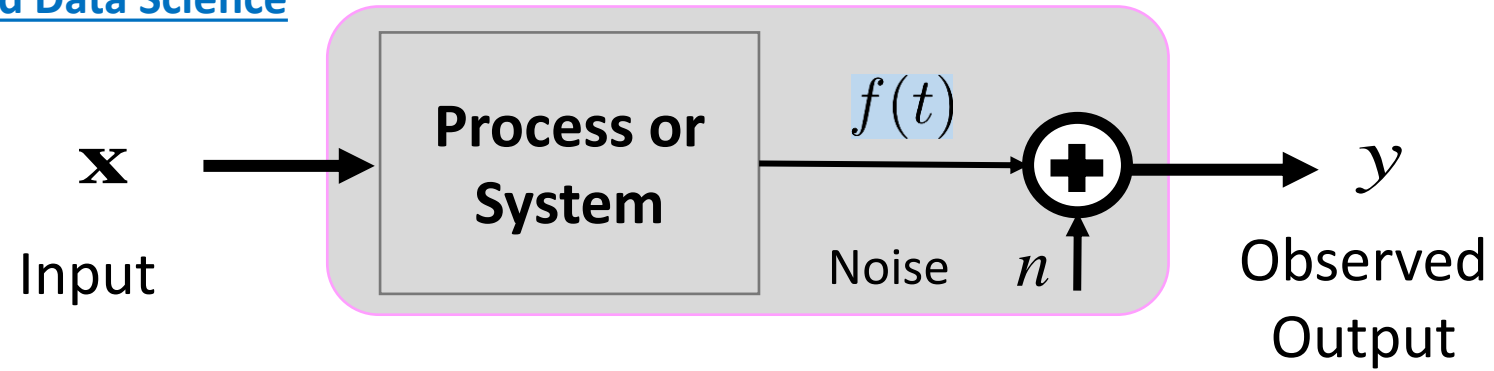 d Data Science
Process or
System
f(t)
x
y
Input
Noise n
Observed
Output